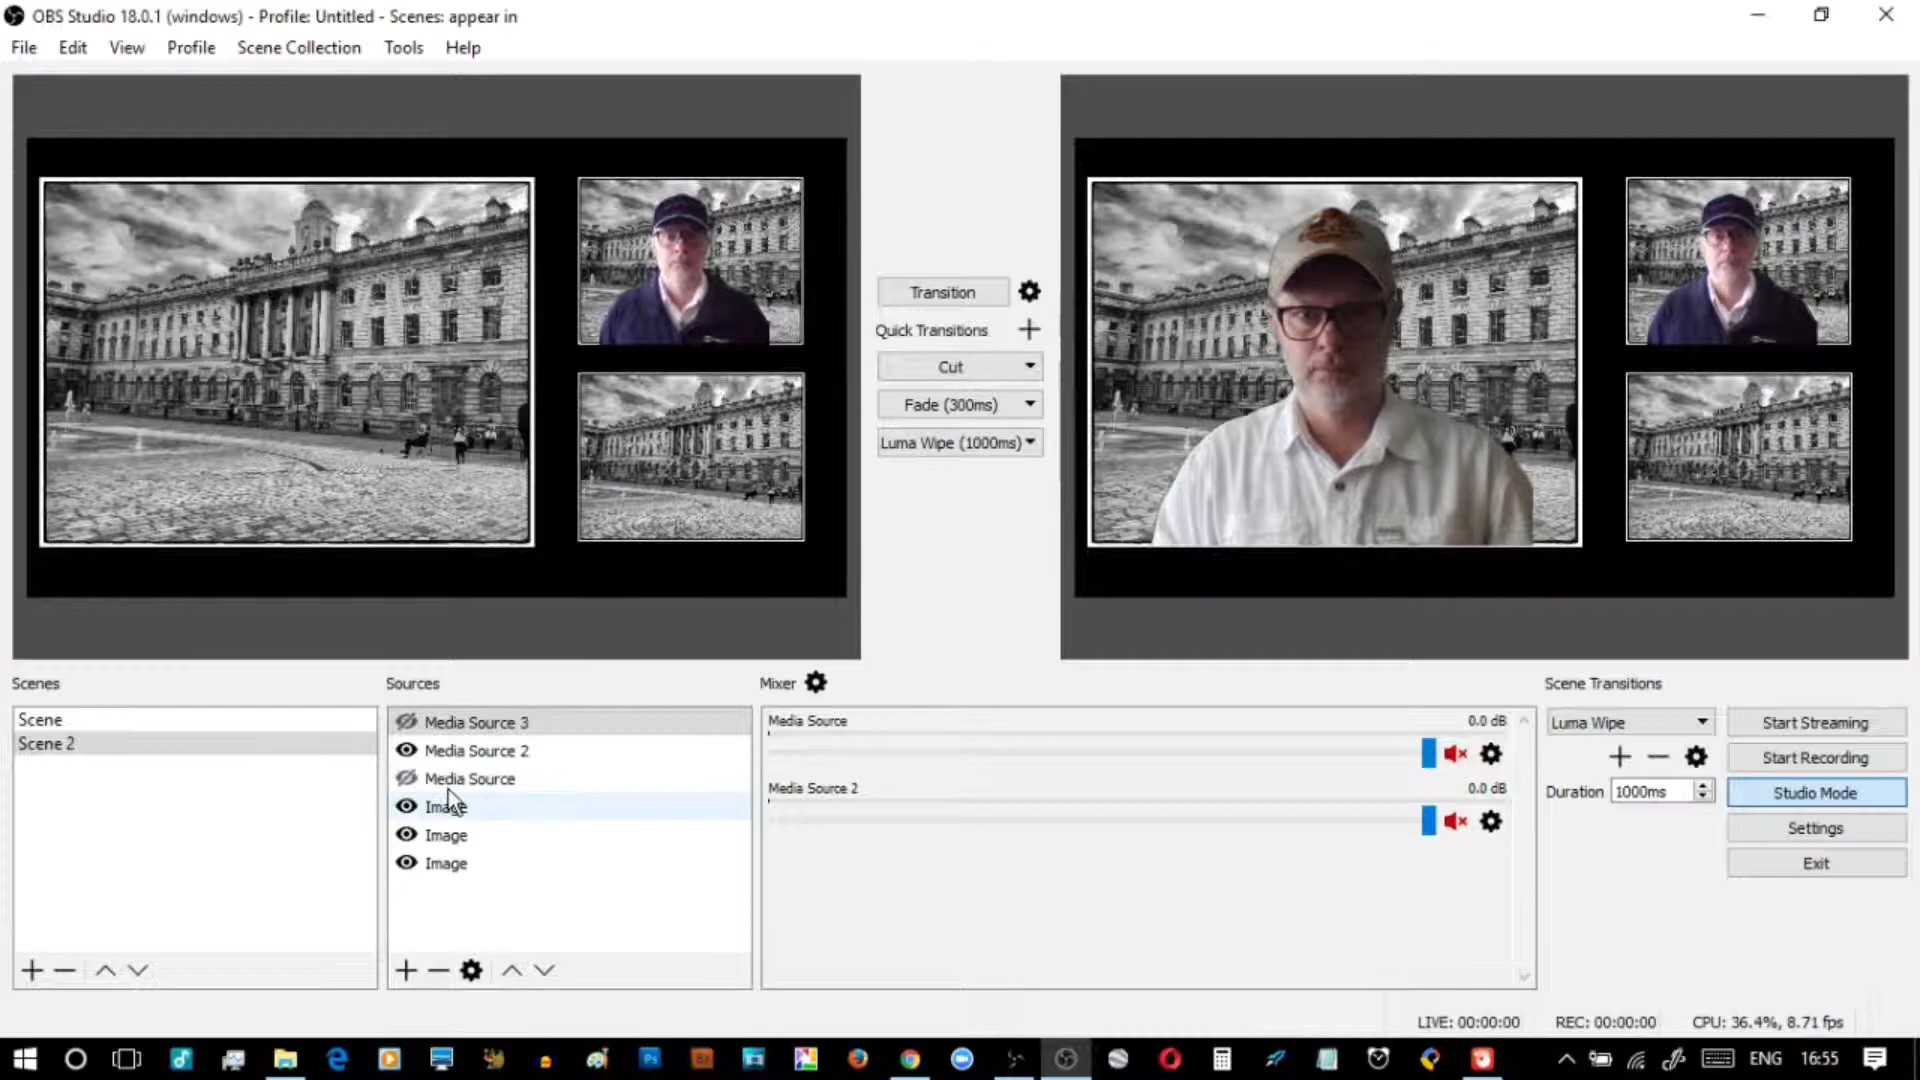 OBS Studio 18.0.1 (windows) - Profile: Untitled - Scenes: appear in
File Edit View Profile Scene Collection Tools Help
Transition
Quick Transitions
Cut
Fade (300ms)
Luma Wipe (1000ms)
Scenes
Scene
Scene 2
Sources
Media Source 3
Media Source 2
Media Source
Image
Image
Image
Mixer
Media Source 0.0 dB
Media Source 2 0.0 dB
Scene Transitions
Luma Wipe
Duration 1000ms
Start Streaming
Start Recording
Studio Mode
Settings
Exit
LIVE: 00:00:00 REC: 00:00:00 CPU: 36.4%, 8.71 fps
Ps Br ENG 16:55